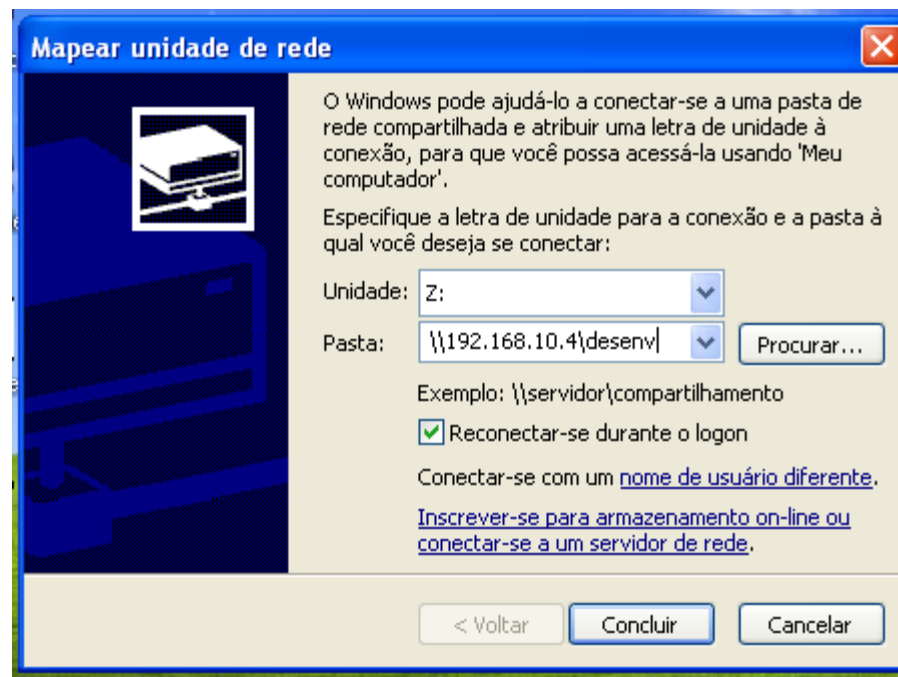 Mapear unidade de rede
O Windows pode ajudá-lo a conectar-se a uma pasta de
rede compartilhada e atribuir uma letra de unidade à
conexão, para que você possa acessá-la usando 'Meu
computador'.
Especifique a letra de unidade para a conexão e a pasta à
qual você deseja se conectar:
Unidade: Z:
Pasta: \\192.168.10.4\desenv Procurar...
Exemplo: \\servidor\compartilhamento
Reconectar-se durante o logon
Conectar-se com um nome de usuário diferente.
Inscrever-se para armazenamento on-line ou
conectar-se a um servidor de rede.
< Voltar Concluir Cancelar